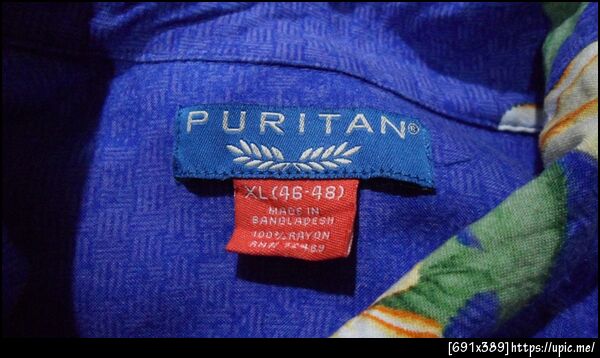 PURITAN®
XL (46-48)
MADE IN
BANGLADESH
100% RAYON
[691x389]https://upic.me/